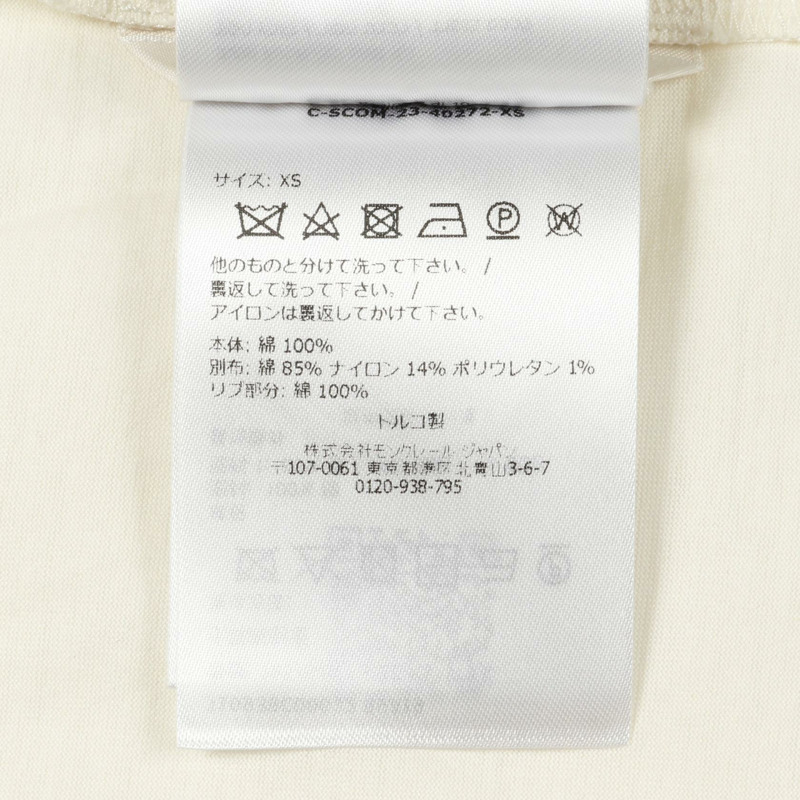 C-SCOM-23-40272-XS
サイズ: XS
P
W
他のものと分けて洗って下さい。 /
裏返して洗って下さい。 /
アイロンは裏返してかけて下さい。
本体: 綿 100%
別布: 綿 85% ナイロン 14% ポリウレタン 1%
リブ部分: 綿 100%
トルコ製
株式会社モンクレール ジャパン
〒107-0061 東京都港区北青山3-6-7
0120-938-795